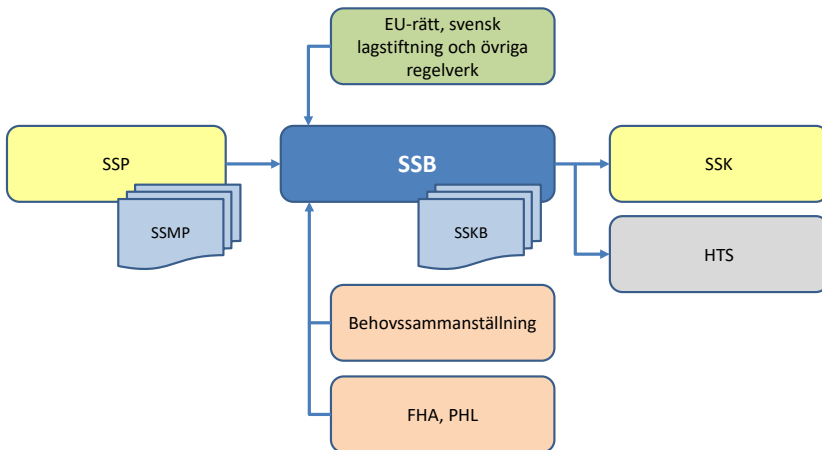 EU-rätt, svensk
lagstiftning och övriga
regelverk
SSP
SSB
SSK
SSMP
SSKB
HTS
Behovssammanställning
FHA, PHL